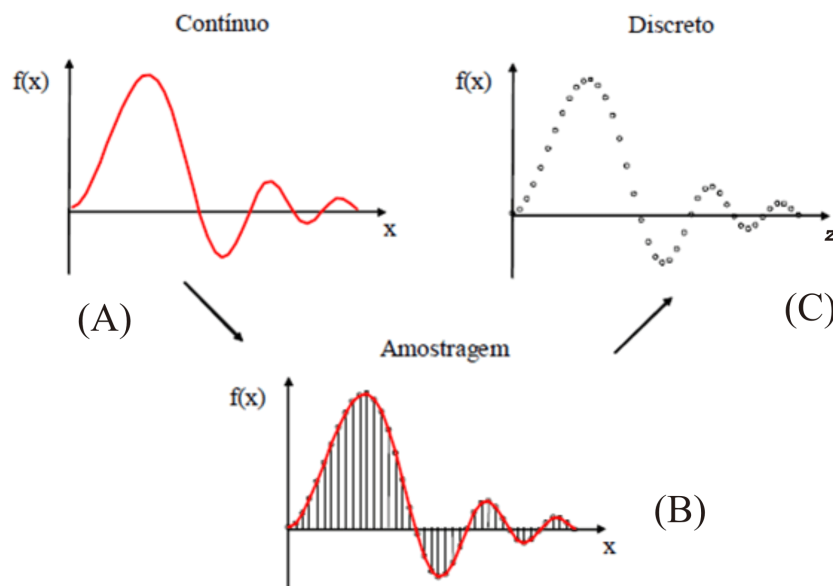 Contínuo
f(x)
x
(A)
Discreto
f(x)
z
(C)
Amostragem
f(x)
x
(B)